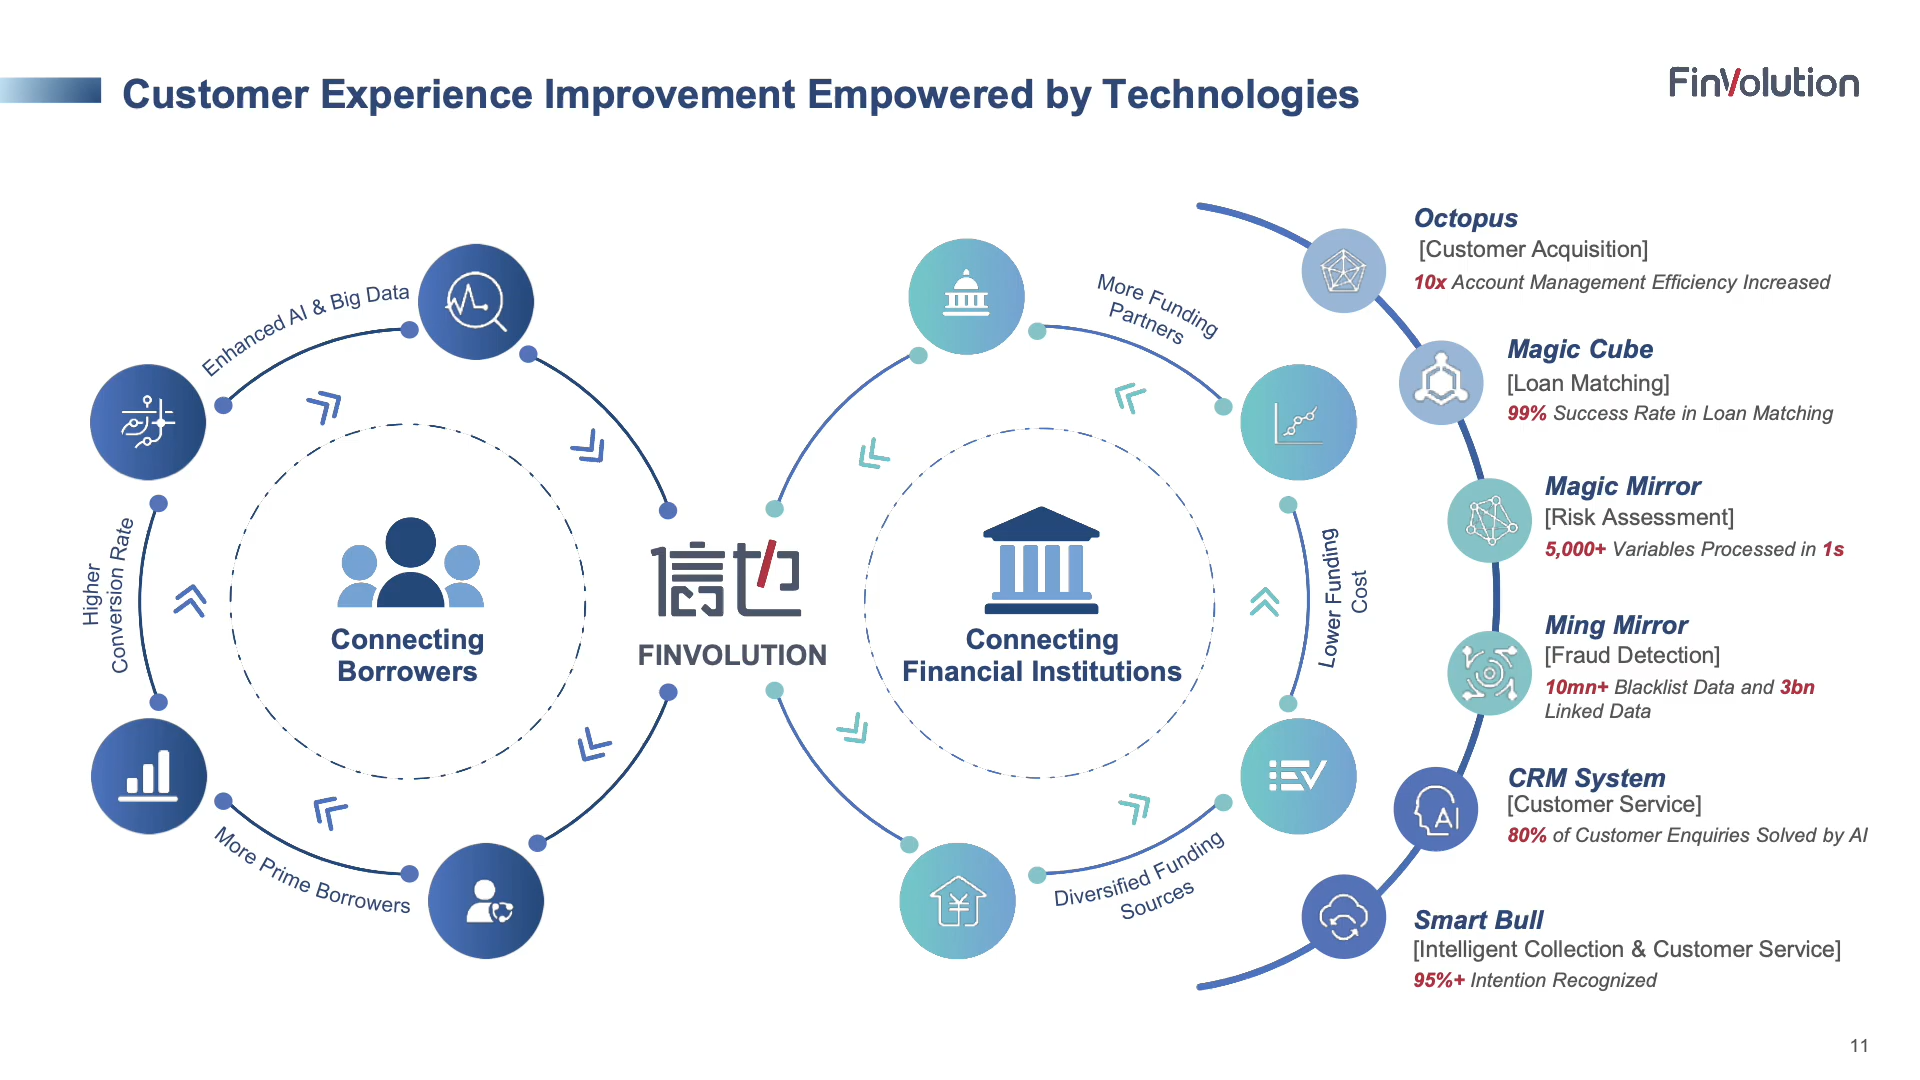 Customer Experience Improvement Empowered by Technologies
FinVolution
Enhanced AI & Big Data
Higher
Conversion Rate
More Prime Borrowers
Connecting
Borrowers
信也
FINVOLUTION
More Funding
Partners
Lower Funding
Cost
Diversified Funding
Sources
Connecting
Financial Institutions
¥
Octopus
[Customer Acquisition]
10x Account Management Efficiency Increased
Magic Cube
[Loan Matching]
99% Success Rate in Loan Matching
Magic Mirror
[Risk Assessment]
5,000+ Variables Processed in 1s
Ming Mirror
[Fraud Detection]
10mn+ Blacklist Data and 3bn
Linked Data
AI
CRM System
[Customer Service]
80% of Customer Enquiries Solved by AI
Smart Bull
[Intelligent Collection & Customer Service]
95%+ Intention Recognized
11